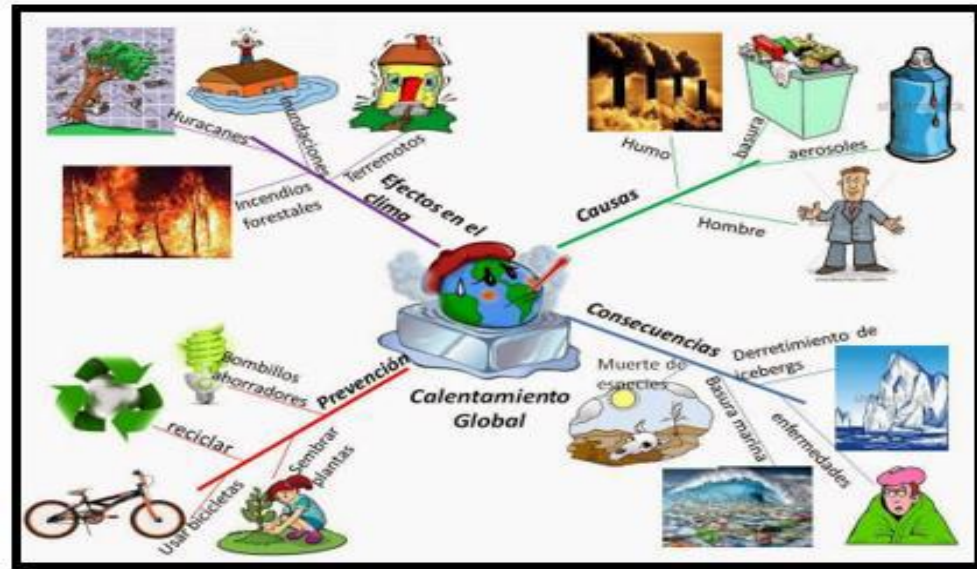 Huracanes
Inundaciones
Terremotos
Incendios
forestales
Efectos en el
clima
Humo
basura
aerosoles
Hombre
Causas
Calentamiento
Global
Consecuencias
Derretimiento de
icebergs
Muerte de
especies
Basura marina
enfermedades
Prevención
Bombillos
ahorradores
reciclar
Sembrar
plantas
Usar bicicletas